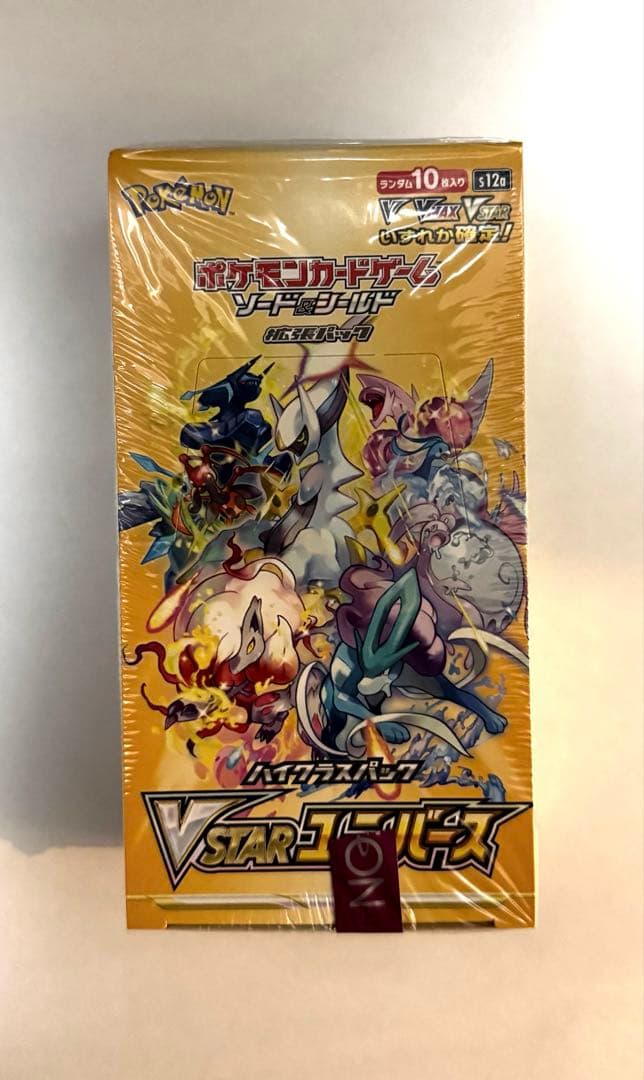 Pokémon
ランダム10枚入り s12a
V VMAX VSTAR
いずれか確定!
ポケモンカードゲーム
ソード&シールド
拡張パック
ハイクラスパック
VSTARユニバース